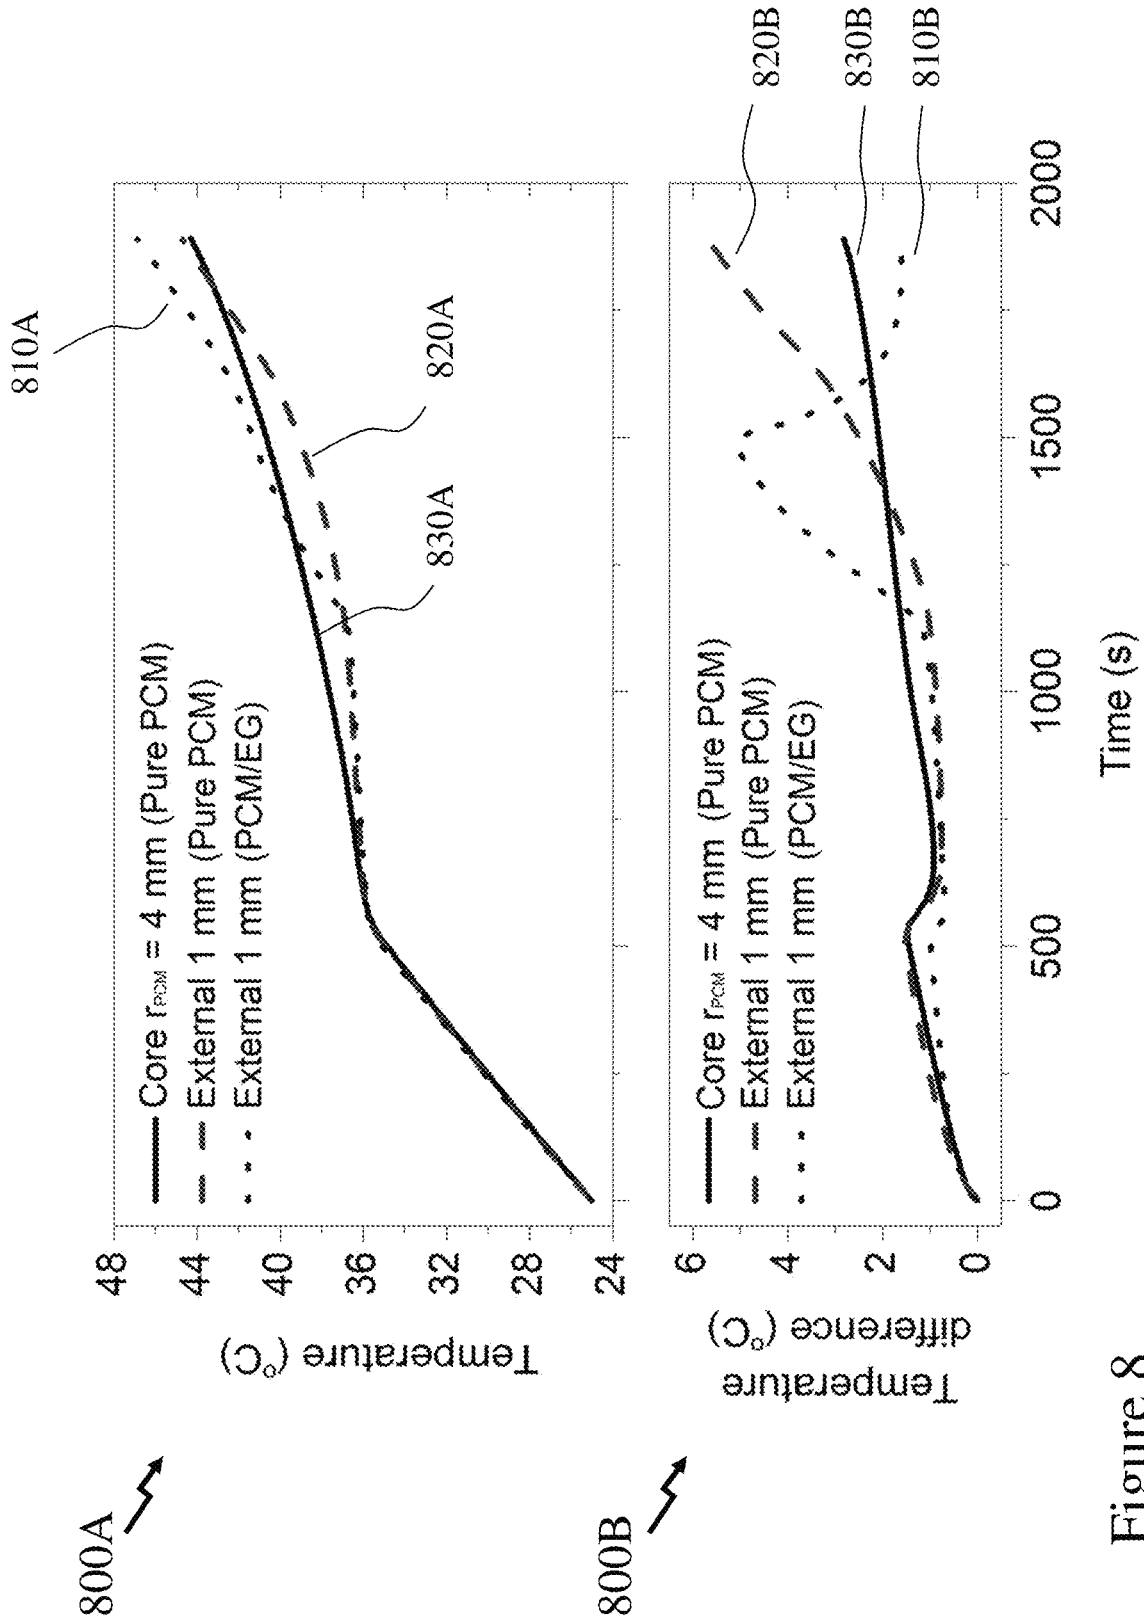 800A
Temperature (°C)
48
44
40
36
32
28
24
Core rPCM = 4 mm (Pure PCM)
External 1 mm (Pure PCM)
External 1 mm (PCM/EG)
810A
820A
830A
800B
Temperature
difference (°C)
6
4
2
0
Core rPCM = 4 mm (Pure PCM)
External 1 mm (Pure PCM)
External 1 mm (PCM/EG)
820B
830B
810B
0
500
1000
1500
2000
Time (s)
Figure 8